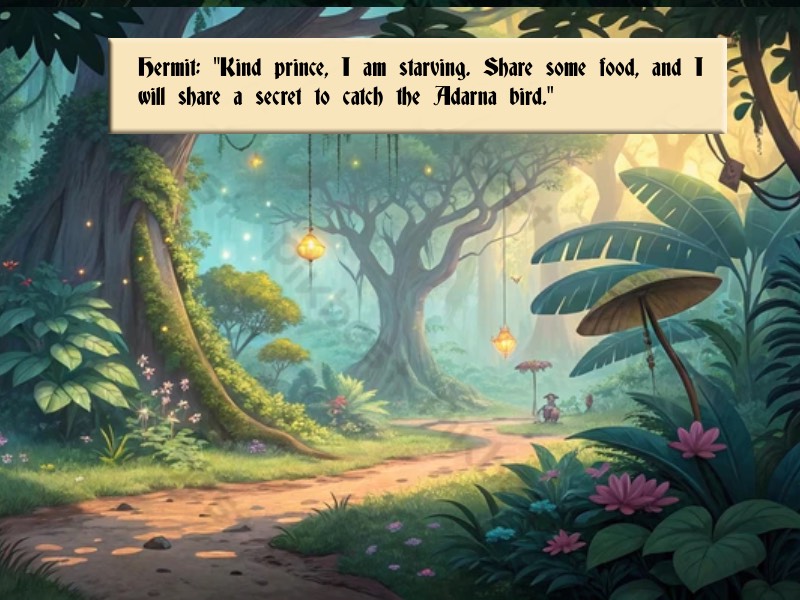 Hermit: "Kind prince, I am starving. Share some food, and I
will share a secret to catch the Adarna bird."